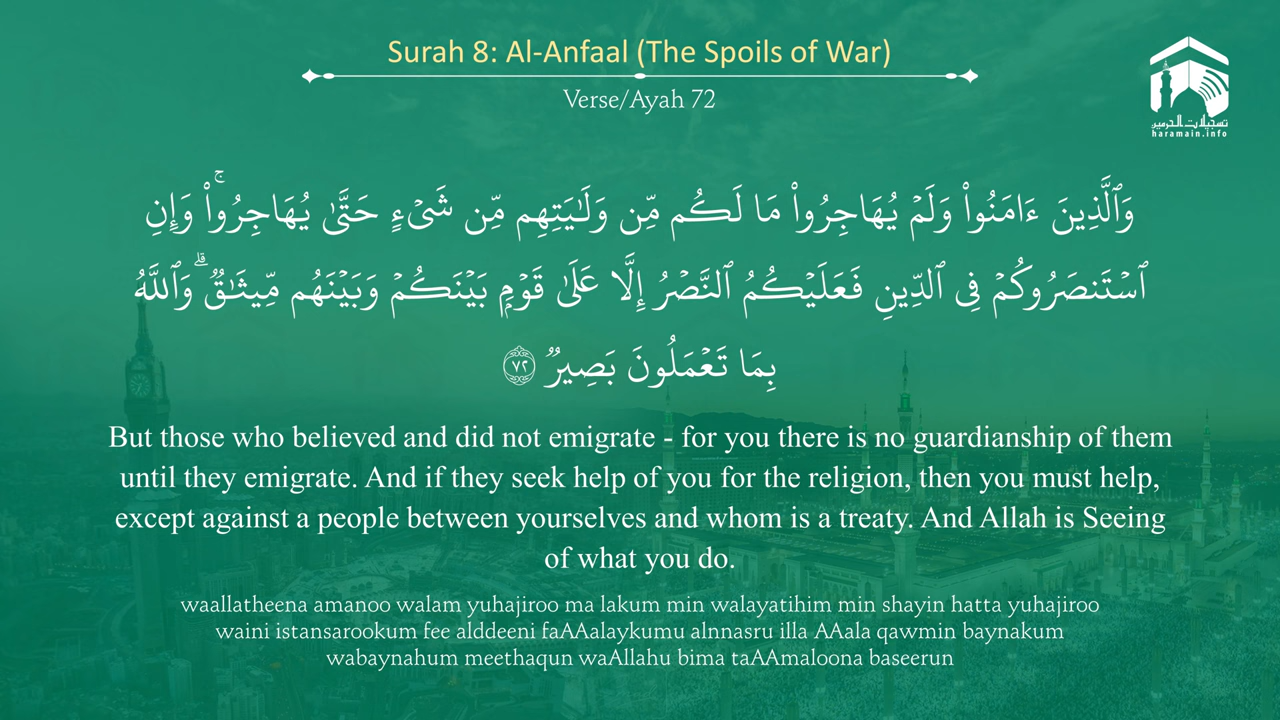 Surah 8: Al-Anfaal (The Spoils of War)
Verse/Ayah 72
تسجيلات الحرمين
haramain.info
وَٱلَّذِينَ ءَامَنُوا۟ وَلَمْ يُهَاجِرُوا۟ مَا لَكُم مِّن وَلَـٰيَتِهِم مِّن شَىْءٍ حَتَّىٰ يُهَاجِرُوا۟ ۚ وَإِنِ
ٱسْتَنصَرُوكُمْ فِى ٱلدِّينِ فَعَلَيْكُمُ ٱلنَّصْرُ إِلَّا عَلَىٰ قَوْمٍۭ بَيْنَكُمْ وَبَيْنَهُم مِّيثَـٰقٌ ۗ وَٱللَّهُ
بِمَا تَعْمَلُونَ بَصِيرٌ ٧٢
But those who believed and did not emigrate - for you there is no guardianship of them
until they emigrate. And if they seek help of you for the religion, then you must help,
except against a people between yourselves and whom is a treaty. And Allah is Seeing
of what you do.
waallatheena amanoo walam yuhajiroo ma lakum min walayatihim min shayin hatta yuhajiroo
waini istansarookum fee alddeeni faAAalaykumu alnnasru illa AAala qawmin baynakum
wabaynahum meethaqun waAllahu bima taAAmaloona baseerun